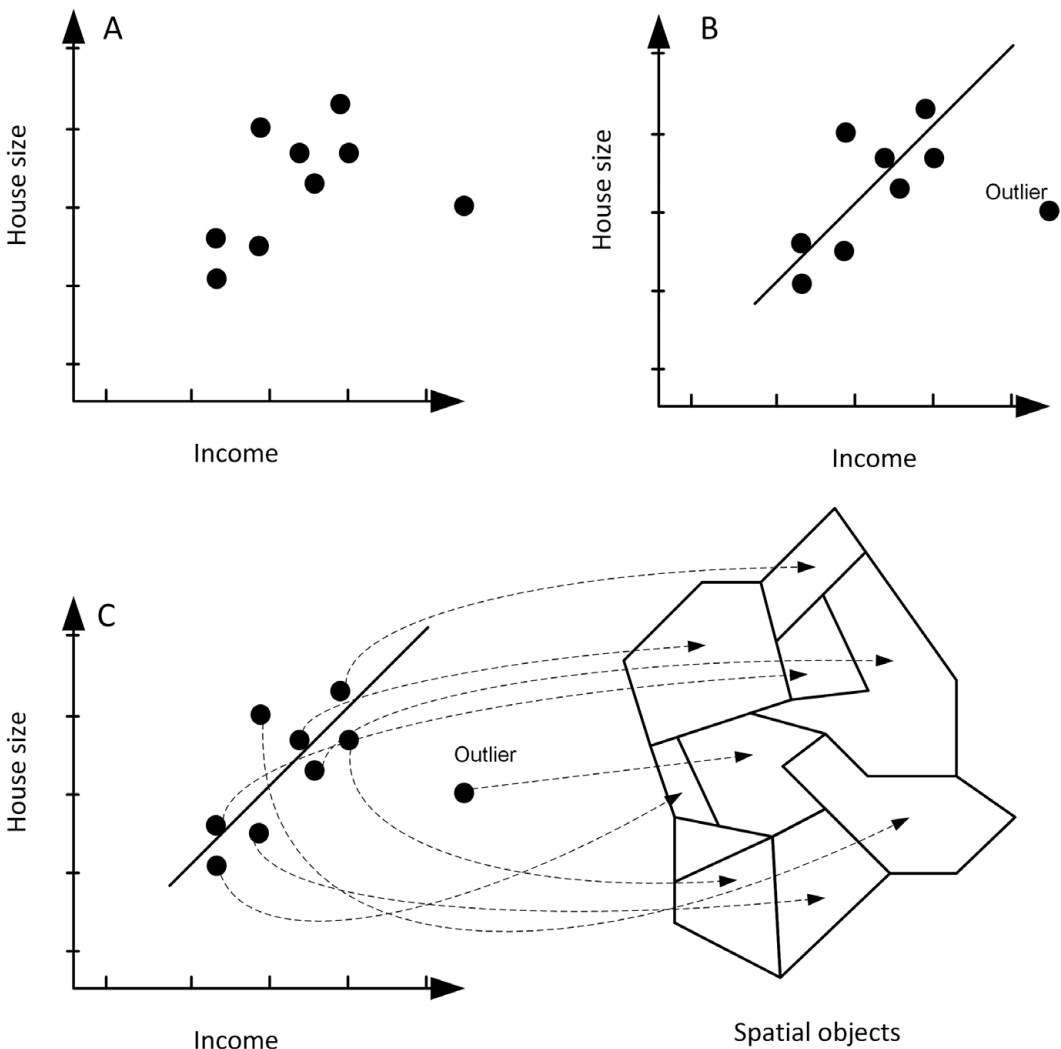 A
House size
Income
B
House size
Outlier
Income
C
House size
Outlier
Income
Spatial objects